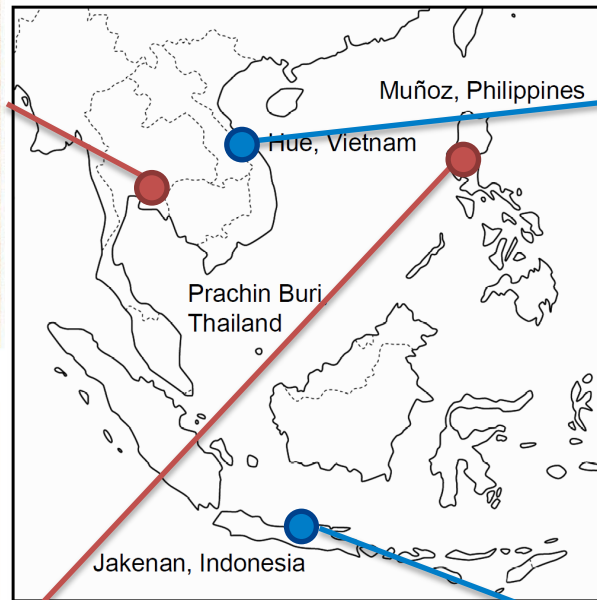 Muñoz, Philippines
Hue, Vietnam
Prachin Buri,
Thailand
Jakenan, Indonesia